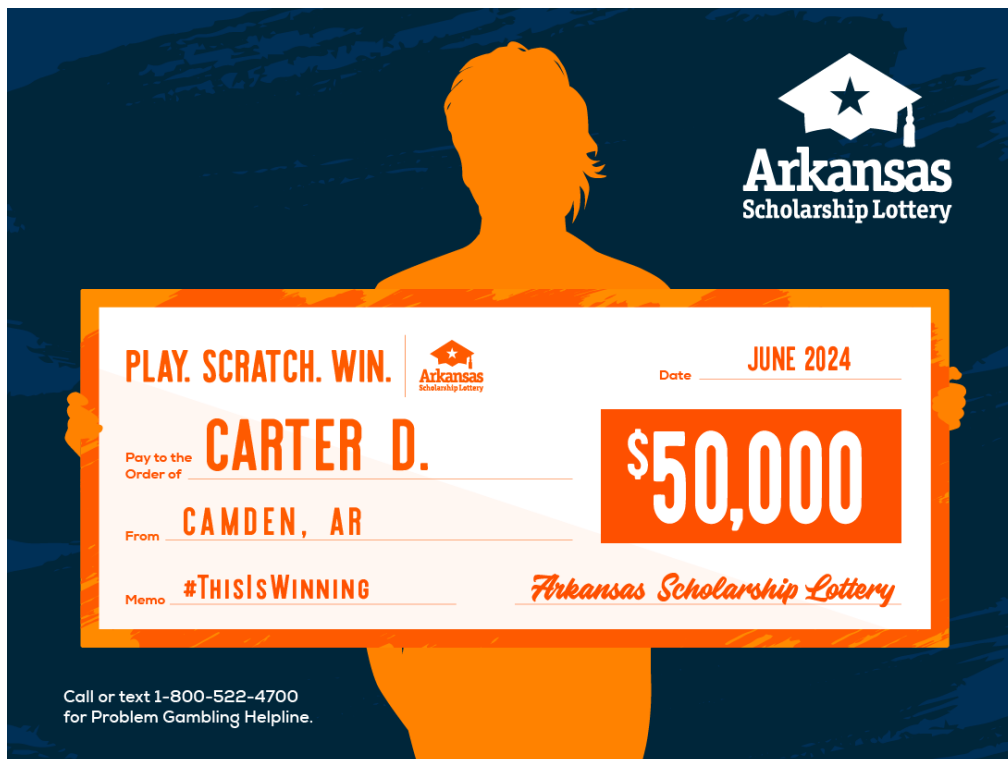 Arkansas
Scholarship Lottery
PLAY. SCRATCH. WIN.
Arkansas
Scholarship Lottery
Date JUNE 2024
Pay to the
Order of CARTER D.
$50,000
From CAMDEN, AR
Memo #THISISWINNING
Arkansas Scholarship Lottery
Call or text 1-800-522-4700
for Problem Gambling Helpline.